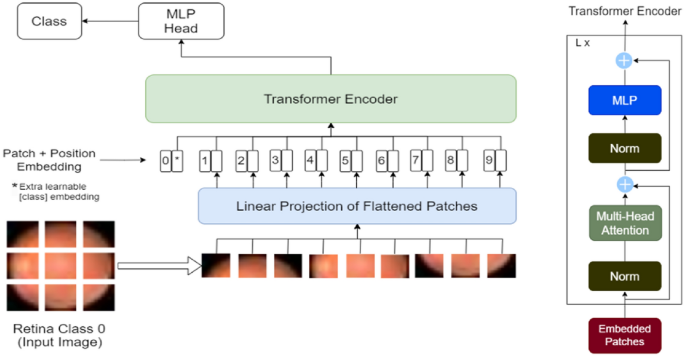 Class
MLP
Head
Transformer Encoder
Patch + Position
Embedding
0 * 1 2 3 4 5 6 7 8 9
* Extra learnable
[class] embedding
Linear Projection of Flattened Patches
Retina Class 0
(Input Image)
Transformer Encoder
L x
+
MLP
Norm
+
Multi-Head
Attention
Norm
Embedded
Patches